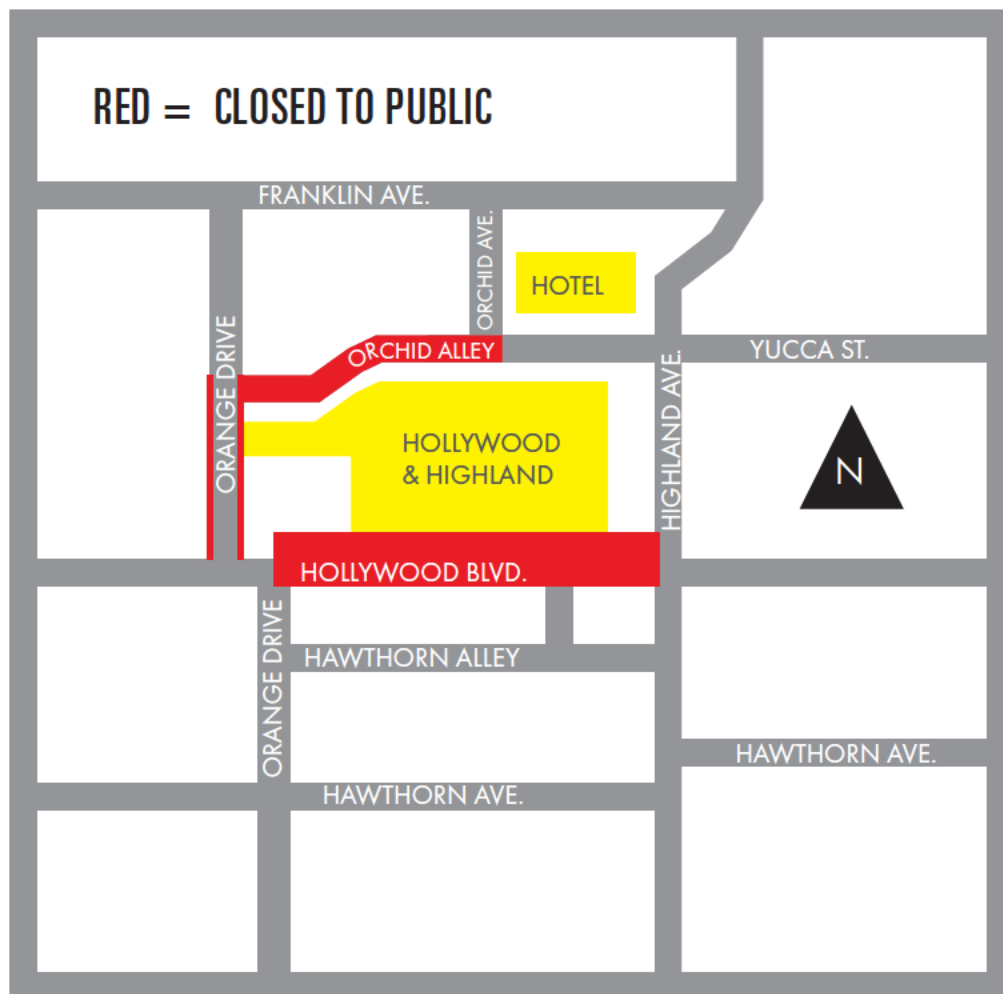 RED = CLOSED TO PUBLIC
FRANKLIN AVE.
ORCHID AVE.
HOTEL
ORANGE DRIVE
ORCHID ALLEY
YUCCA ST.
HIGHLAND AVE.
HOLLYWOOD
& HIGHLAND
N
HOLLYWOOD BLVD.
ORANGE DRIVE
HAWTHORN ALLEY
HAWTHORN AVE.
HAWTHORN AVE.